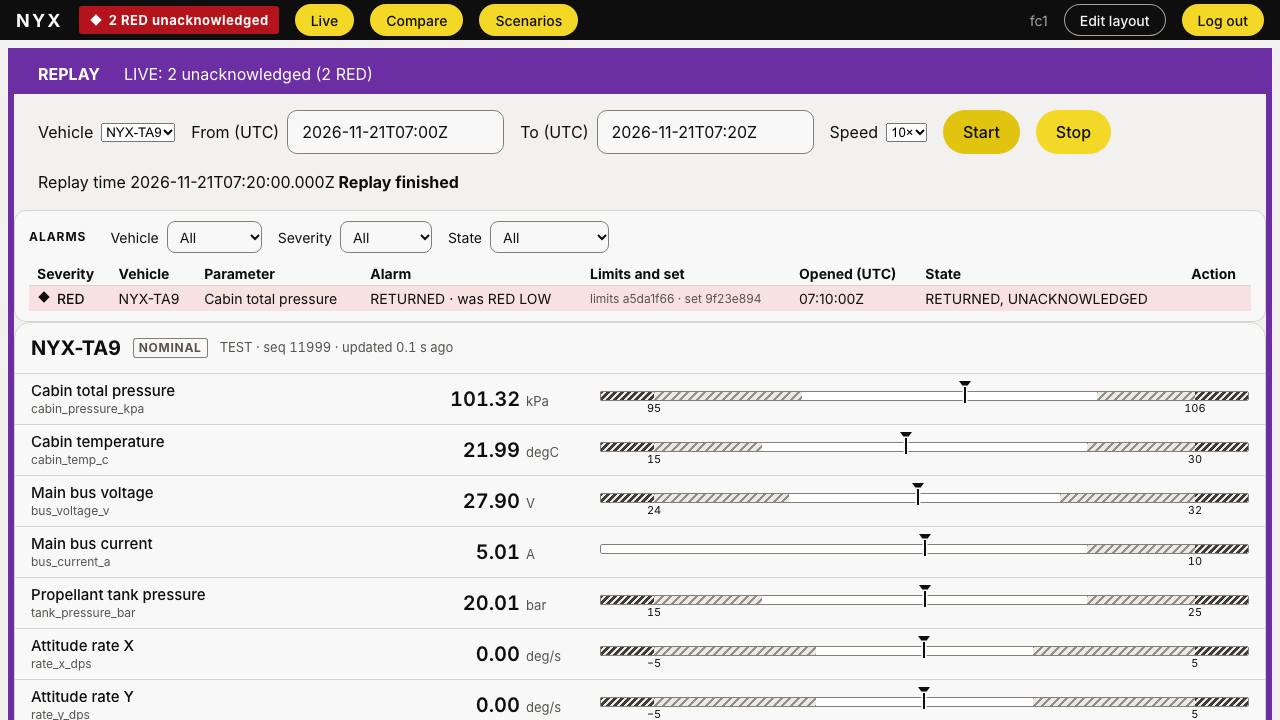 NYX ◆ 2 RED unacknowledged Live Compare Scenarios fc1 Edit layout Log out
REPLAY LIVE: 2 unacknowledged (2 RED)
Vehicle NYX-TA9 From (UTC) 2026-11-21T07:00Z To (UTC) 2026-11-21T07:20Z Speed 10× Start Stop
Replay time 2026-11-21T07:20:00.000Z Replay finished
ALARMS Vehicle All Severity All State All
Severity Vehicle Parameter Alarm Limits and set Opened (UTC) State Action
◆ RED NYX-TA9 Cabin total pressure RETURNED · was RED LOW limits a5da1f66 · set 9f23e894 07:10:00Z RETURNED, UNACKNOWLEDGED
NYX-TA9 NOMINAL TEST · seq 11999 · updated 0.1 s ago
Cabin total pressure
cabin_pressure_kpa
101.32 kPa
95 106
Cabin temperature
cabin_temp_c
21.99 degC
15 30
Main bus voltage
bus_voltage_v
27.90 V
24 32
Main bus current
bus_current_a
5.01 A
10
Propellant tank pressure
tank_pressure_bar
20.01 bar
15 25
Attitude rate X
rate_x_dps
0.00 deg/s
−5 5
Attitude rate Y
rate_y_dps
0.00 deg/s
−5 5